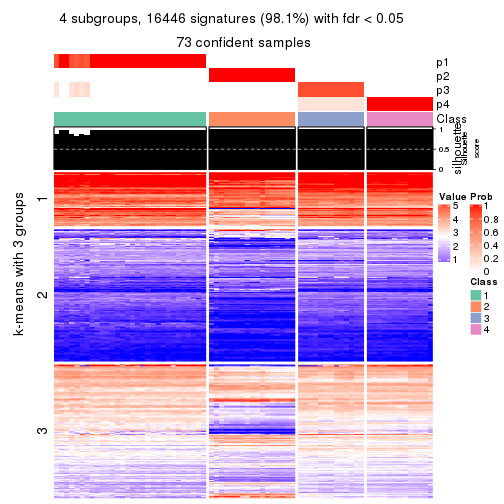 4 subgroups, 16446 signatures (98.1%) with fdr < 0.05
73 confident samples
p1
p2
p3
p4
Class
1
0.5
0
silhouette
Silhouette
score
k-means with 3 groups
1
2
3
Value
5
4
3
2
1
Prob
1
0.8
0.6
0.4
0.2
0
Class
1
2
3
4